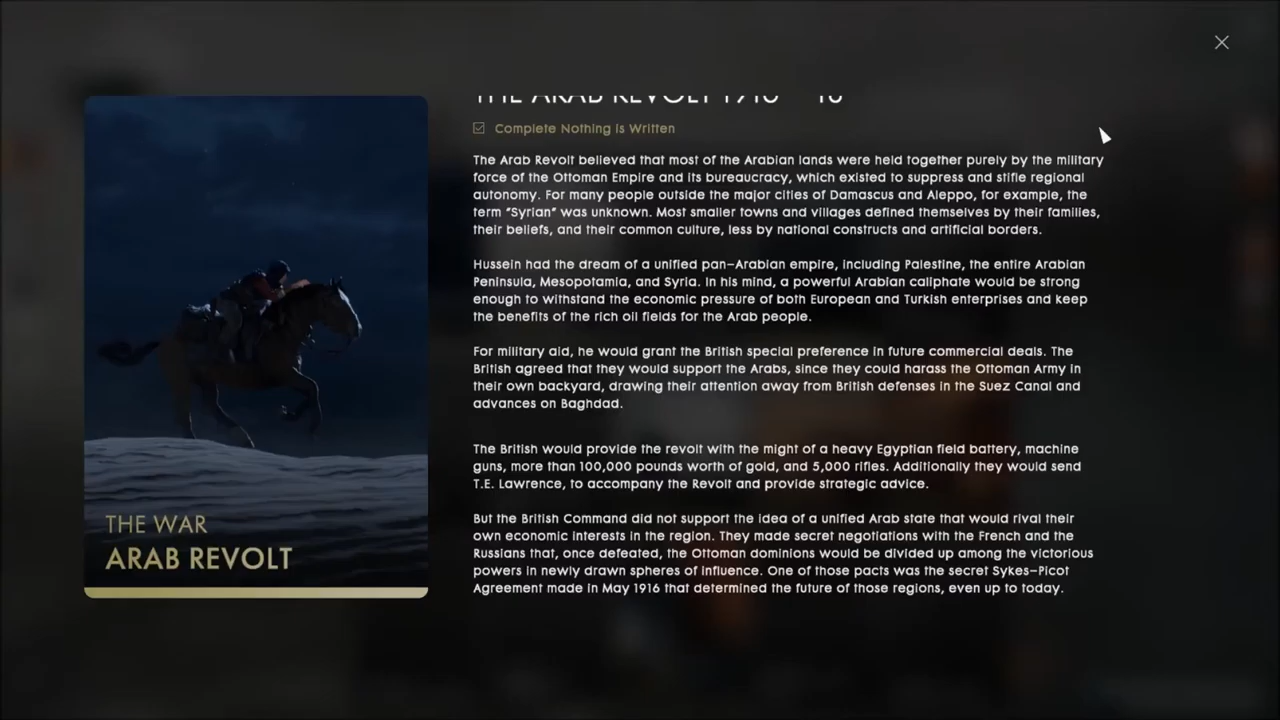 THE ARAB REVOLT 1916 – 18
Complete Nothing is Written
The Arab Revolt believed that most of the Arabian lands were held together purely by the military
force of the Ottoman Empire and its bureaucracy, which existed to suppress and stifle regional
autonomy. For many people outside the major cities of Damascus and Aleppo, for example, the
term "Syrian" was unknown. Most smaller towns and villages defined themselves by their families,
their beliefs, and their common culture, less by national constructs and artificial borders.
Hussein had the dream of a unified pan–Arabian empire, including Palestine, the entire Arabian
Peninsula, Mesopotamia, and Syria. In his mind, a powerful Arabian caliphate would be strong
enough to withstand the economic pressure of both European and Turkish enterprises and keep
the benefits of the rich oil fields for the Arab people.
For military aid, he would grant the British special preference in future commercial deals. The
British agreed that they would support the Arabs, since they could harass the Ottoman Army in
their own backyard, drawing their attention away from British defenses in the Suez Canal and
advances on Baghdad.
The British would provide the revolt with the might of a heavy Egyptian field battery, machine
guns, more than 100,000 pounds worth of gold, and 5,000 rifles. Additionally they would send
T.E. Lawrence, to accompany the Revolt and provide strategic advice.
But the British Command did not support the idea of a unified Arab state that would rival their
own economic interests in the region. They made secret negotiations with the French and the
Russians that, once defeated, the Ottoman dominions would be divided up among the victorious
powers in newly drawn spheres of influence. One of those pacts was the secret Sykes–Picot
Agreement made in May 1916 that determined the future of those regions, even up to today.
THE WAR
ARAB REVOLT